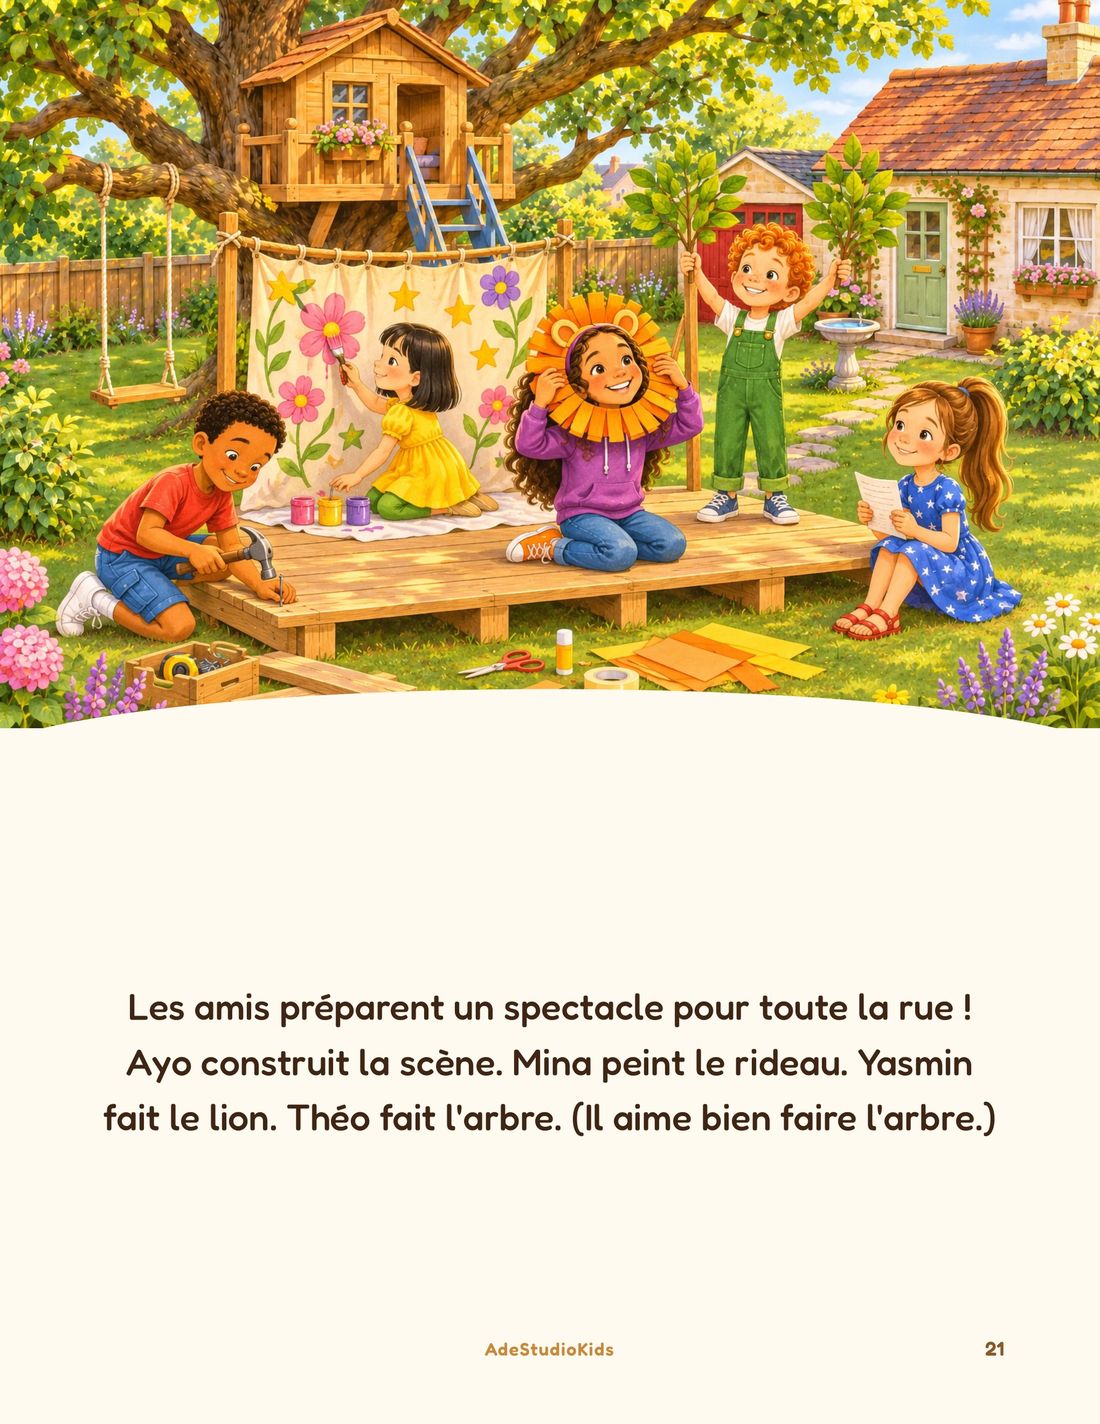 Les amis préparent un spectacle pour toute la rue !
Ayo construit la scène. Mina peint le rideau. Yasmin
fait le lion. Théo fait l'arbre. (Il aime bien faire l'arbre.)
AdeStudioKids
21